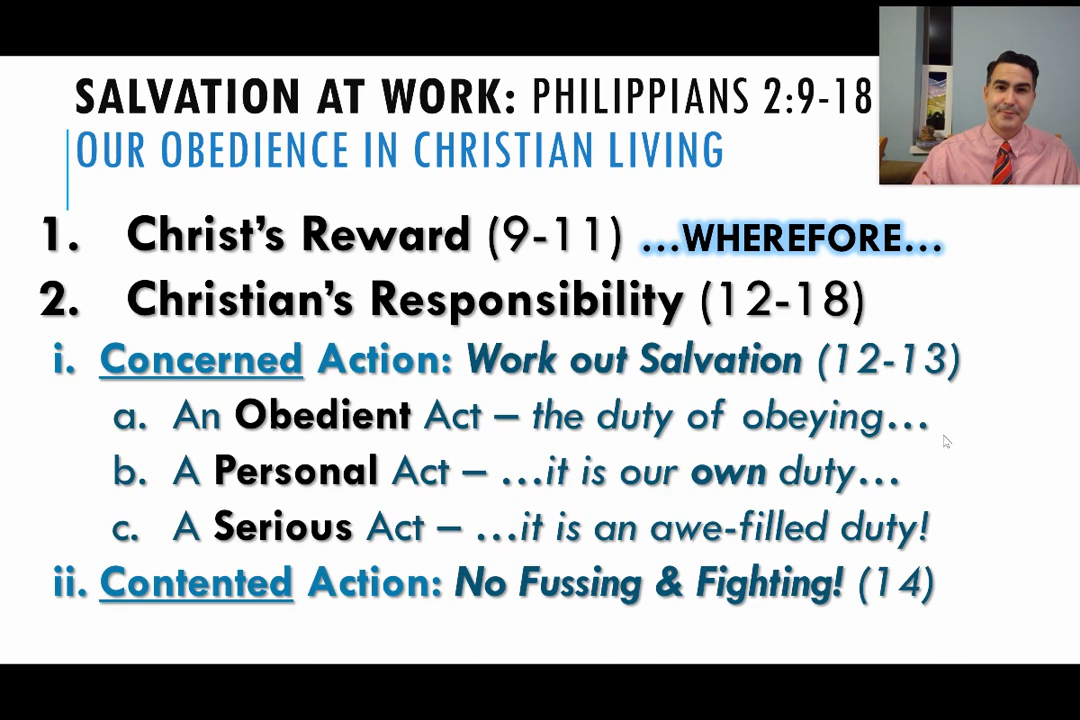 SALVATION AT WORK: PHILIPPIANS 2:9-18
OUR OBEDIENCE IN CHRISTIAN LIVING
1. Christ's Reward (9-11) ...WHEREFORE...
2. Christian's Responsibility (12-18)
i. Concerned Action: Work out Salvation (12-13)
a. An Obedient Act – the duty of obeying...
b. A Personal Act – ...it is our own duty...
c. A Serious Act – ...it is an awe-filled duty!
ii. Contented Action: No Fussing & Fighting! (14)